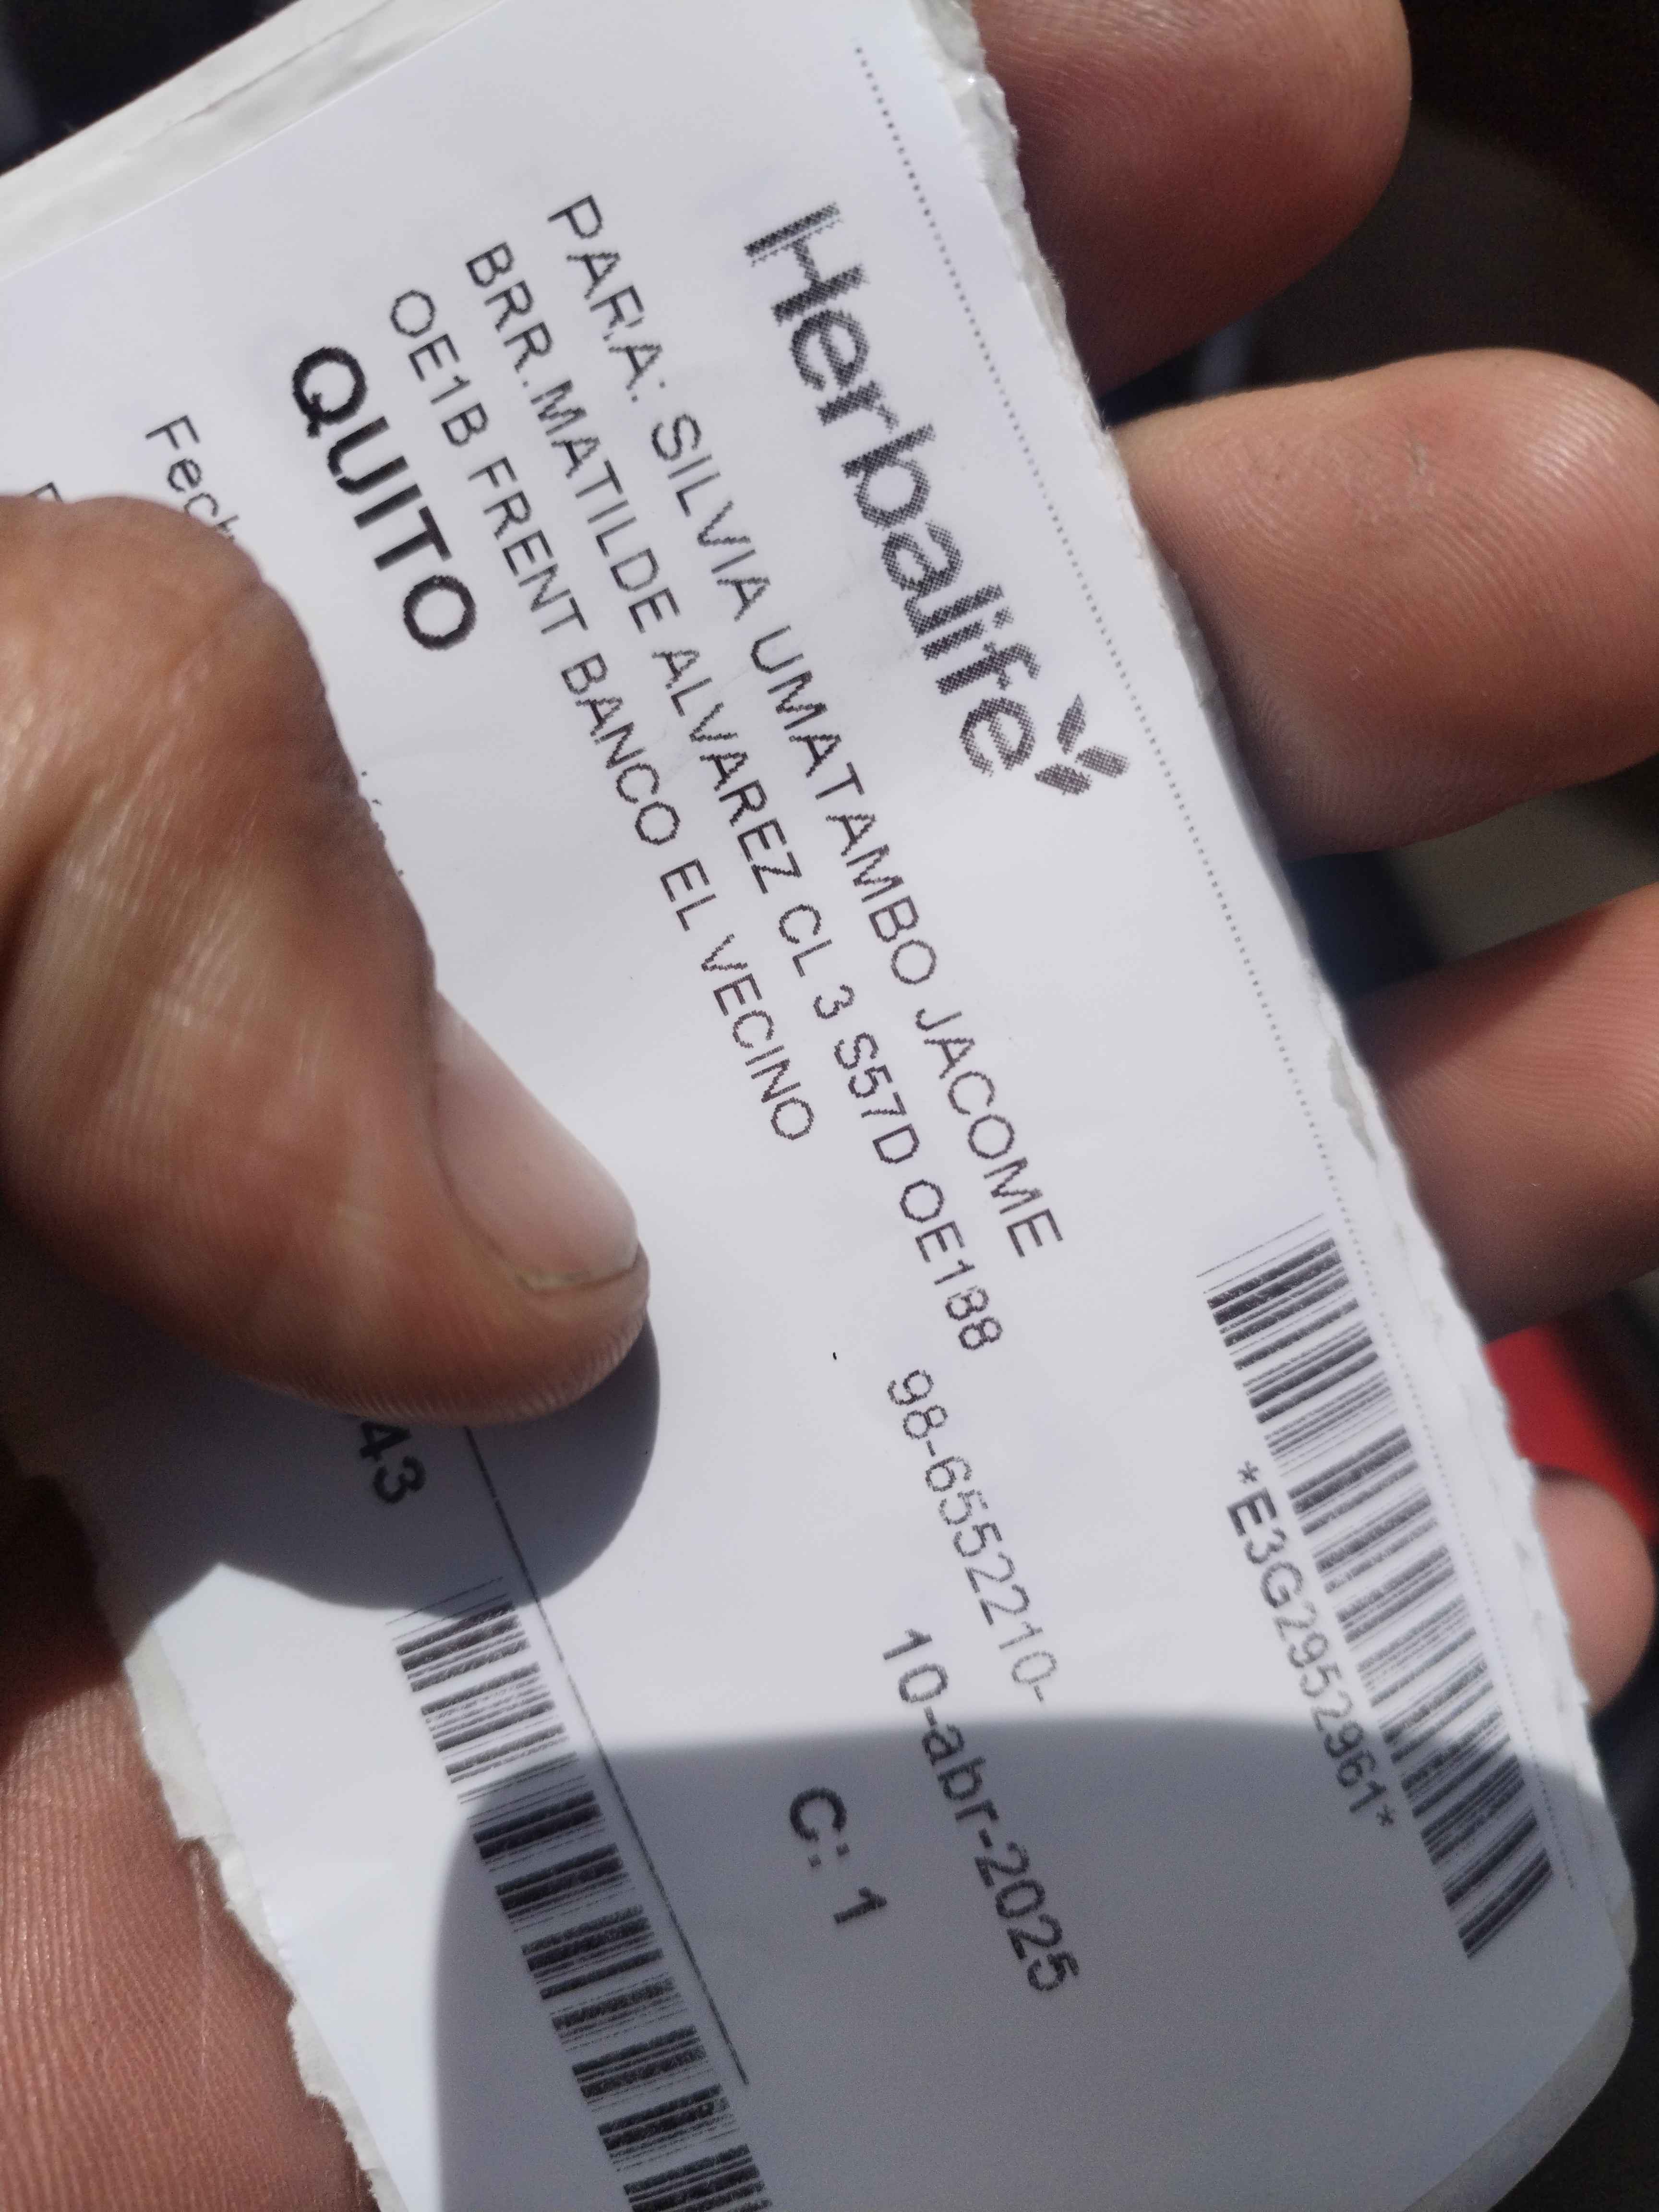 *E3G2952961*
Herbalife
PARA: SILVIA UMATAMBO JACOME
BRR.MATILDE ALVAREZ CL 3 S57D OE188
98-6552210-
OE1B FRENT BANCO EL VECINO
10-abr-2025
QUITO
C: 1
43